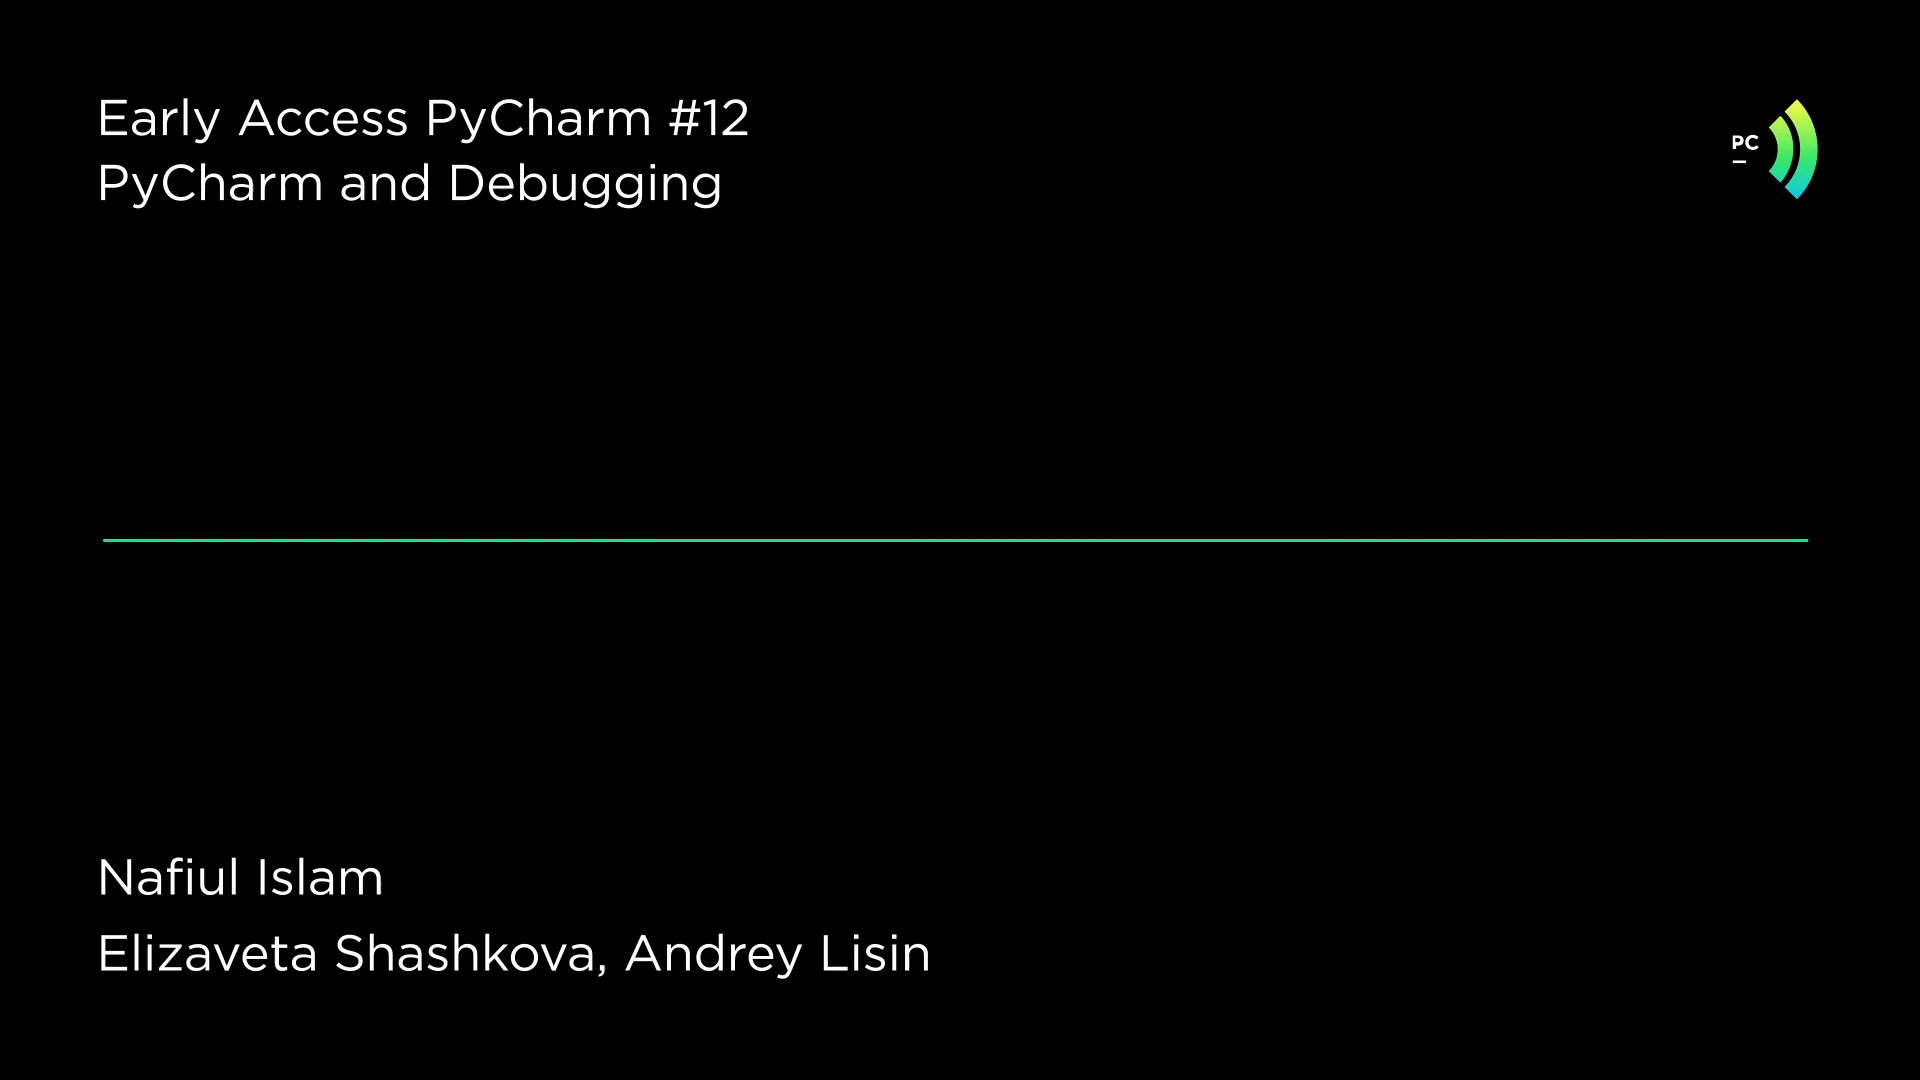 Early Access PyCharm #12
PyCharm and Debugging
PC
Nafiul Islam
Elizaveta Shashkova, Andrey Lisin